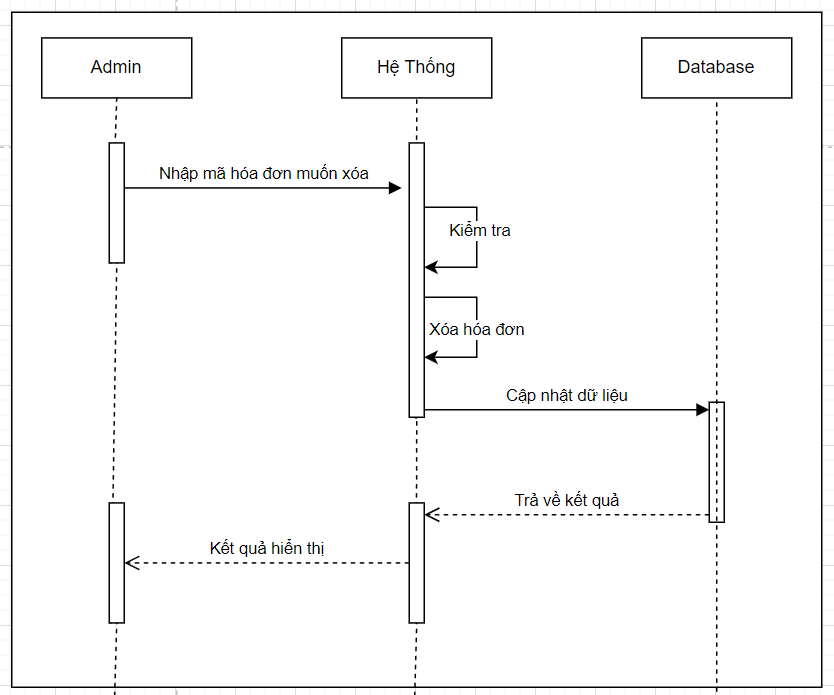 Admin
Hệ Thống
Database
Nhập mã hóa đơn muốn xóa
Kiểm tra
Xóa hóa đơn
Cập nhật dữ liệu
Trả về kết quả
Kết quả hiển thị